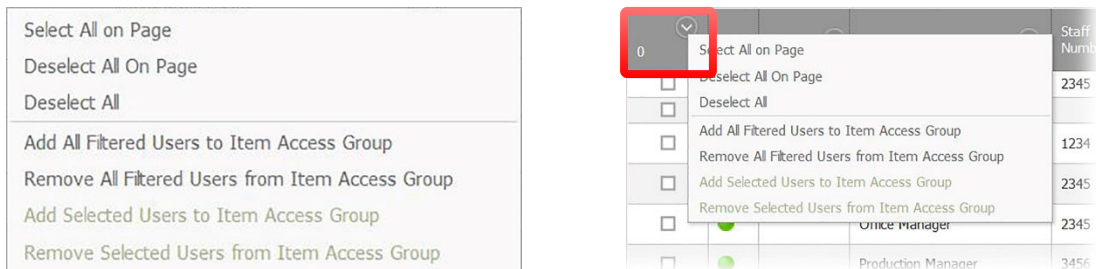 Select All on Page
Deselect All On Page
Deselect All
Add All Filtered Users to Item Access Group
Remove All Filtered Users from Item Access Group
Add Selected Users to Item Access Group
Remove Selected Users from Item Access Group
0
Staff
Numb
Select All on Page
Deselect All On Page
2345
Deselect All
Add All Filtered Users to Item Access Group
1234
Remove All Filtered Users from Item Access Group
Add Selected Users to Item Access Group
2345
Remove Selected Users from Item Access Group
Office Manager
2345
Production Manager
3456